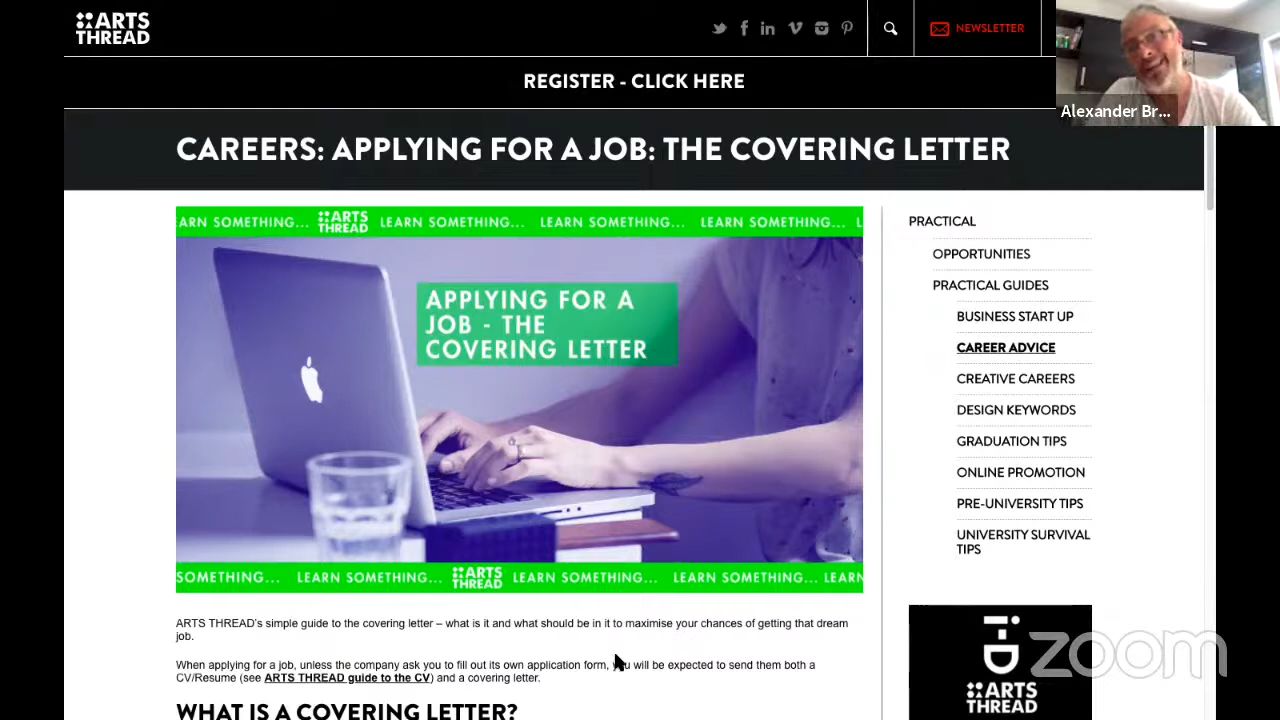 ARTS
THREAD
NEWSLETTER
REGISTER - CLICK HERE
Alexander Br...
CAREERS: APPLYING FOR A JOB: THE COVERING LETTER
EARN SOMETHING... ARTS THREAD LEARN SOMETHING... LEARN SOMETHING... LEARN SOMETHING... L
APPLYING FOR A
JOB - THE
COVERING LETTER
SOMETHING... LEARN SOMETHING... ARTS THREAD LEARN SOMETHING... LEARN SOMETHING... LEARN
ARTS THREAD's simple guide to the covering letter – what is it and what should be in it to maximise your chances of getting that dream
job.
When applying for a job, unless the company ask you to fill out its own application form, you will be expected to send them both a
CV/Resume (see ARTS THREAD guide to the CV) and a covering letter.
WHAT IS A COVERING LETTER?
PRACTICAL
OPPORTUNITIES
PRACTICAL GUIDES
BUSINESS START UP
CAREER ADVICE
CREATIVE CAREERS
DESIGN KEYWORDS
GRADUATION TIPS
ONLINE PROMOTION
PRE-UNIVERSITY TIPS
UNIVERSITY SURVIVAL
TIPS
i-D
ARTS
THREAD
zoom